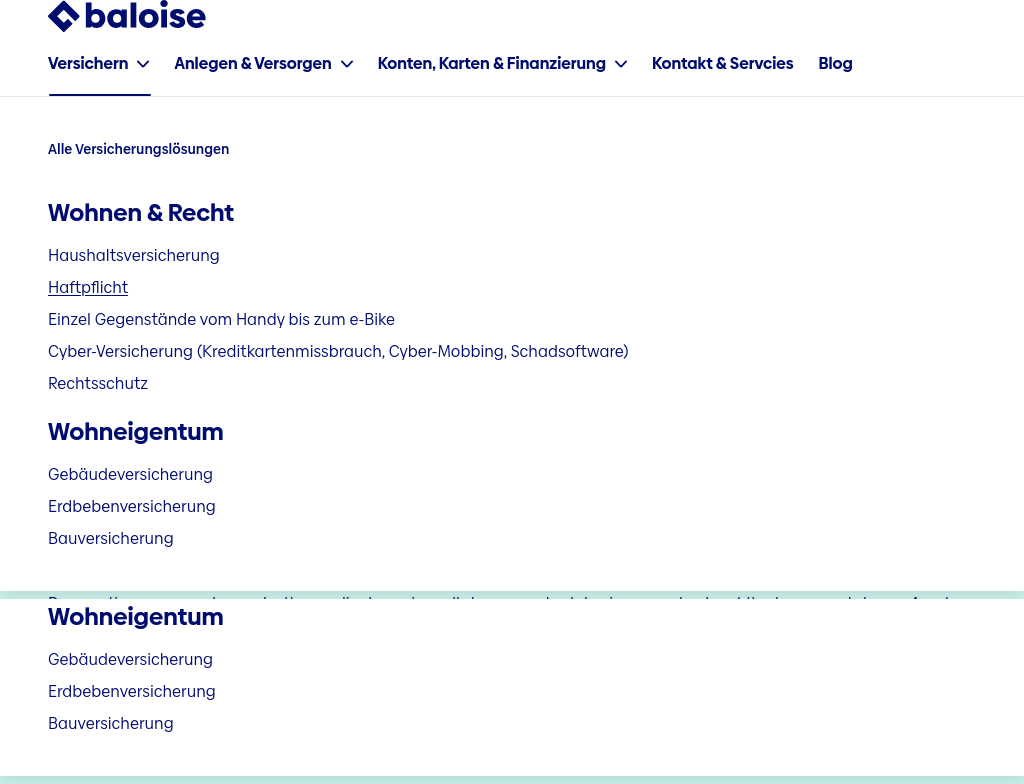 baloise
Versichern
Anlegen & Versorgen
Konten, Karten & Finanzierung
Kontakt & Servcies
Blog
Alle Versicherungslösungen
Wohnen & Recht
Haushaltsversicherung
Haftpflicht
Einzel Gegenstände vom Handy bis zum e-Bike
Cyber-Versicherung (Kreditkartenmissbrauch, Cyber-Mobbing, Schadsoftware)
Rechtsschutz
Wohneigentum
Gebäudeversicherung
Erdbebenversicherung
Bauversicherung
Wohneigentum
Gebäudeversicherung
Erdbebenversicherung
Bauversicherung